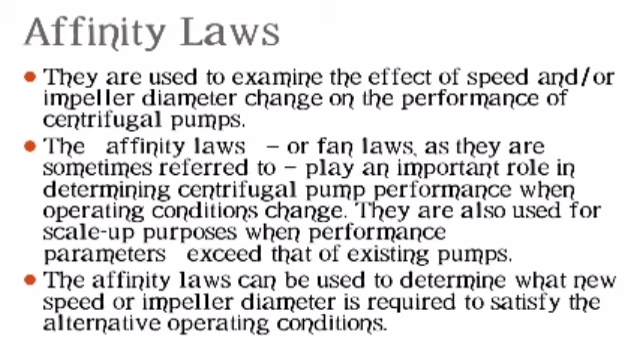 Affinity Laws
• They are used to examine the effect of speed and/or
impeller diameter change on the performance of
centrifugal pumps.
• The affinity laws – or fan laws, as they are
sometimes referred to – play an important role in
determining centrifugal pump performance when
operating conditions change. They are also used for
scale-up purposes when performance
parameters exceed that of existing pumps.
• The affinity laws can be used to determine what new
speed or impeller diameter is required to satisfy the
alternative operating conditions.